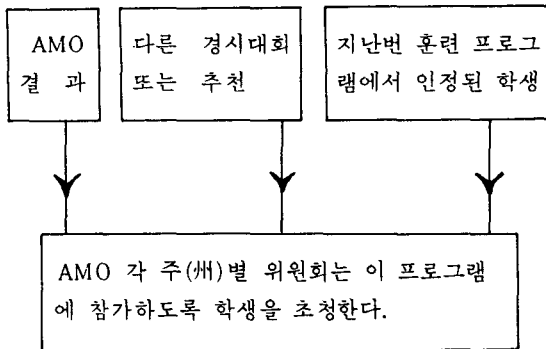 AMO
결 과
다른 경시대회
또는 추천
지난번 훈련 프로그
램에서 인정된 학생
AMO 각 주(州)별 위원회는 이 프로그램
에 참가하도록 학생을 초청한다.